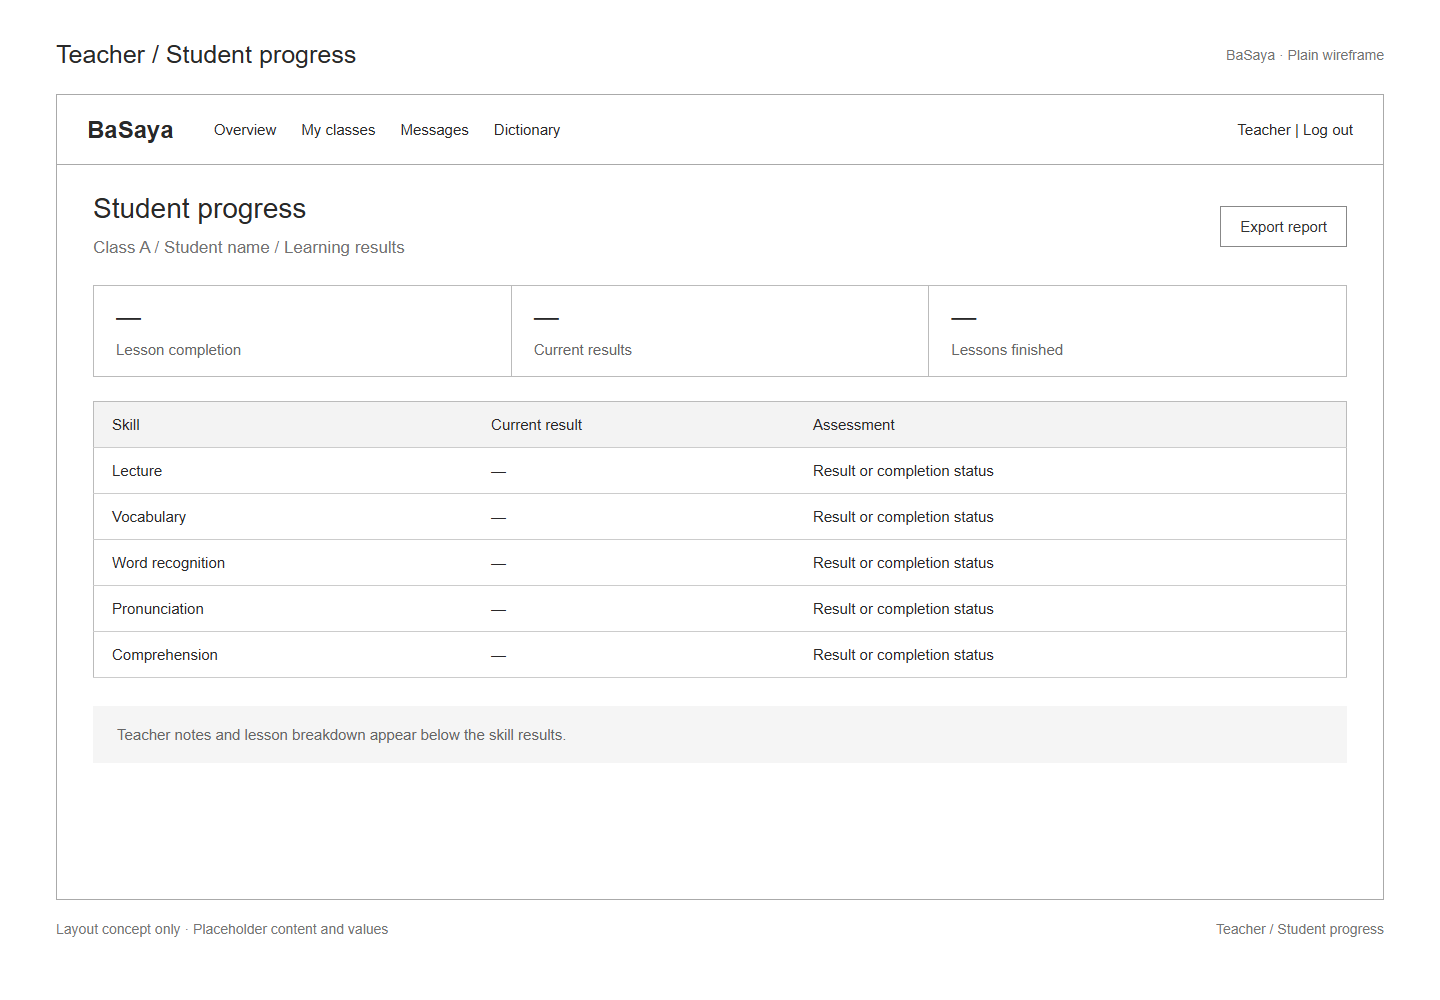 Teacher / Student progress
BaSaya · Plain wireframe
BaSaya Overview My classes Messages Dictionary Teacher | Log out
Student progress
Class A / Student name / Learning results
Export report
— — —
Lesson completion Current results Lessons finished
Skill Current result Assessment
Lecture — Result or completion status
Vocabulary — Result or completion status
Word recognition — Result or completion status
Pronunciation — Result or completion status
Comprehension — Result or completion status
Teacher notes and lesson breakdown appear below the skill results.
Layout concept only · Placeholder content and values
Teacher / Student progress